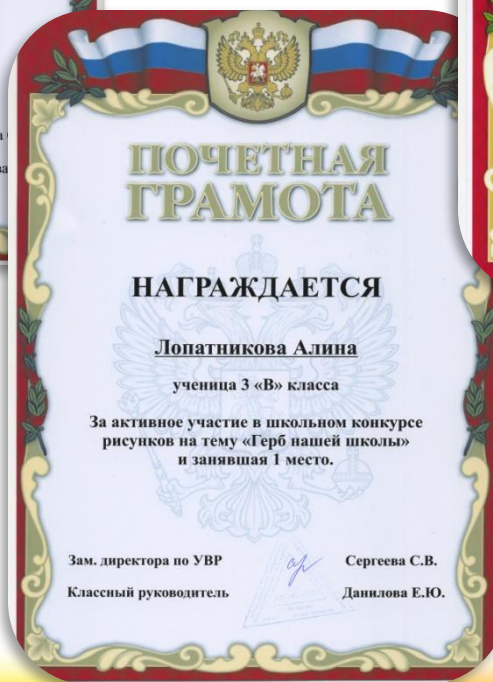 ПОЧЕТНАЯ
ГРАМОТА
НАГРАЖДАЕТСЯ
Лопатникова Алина
ученица 3 «В» класса
За активное участие в школьном конкурсе
рисунков на тему «Герб нашей школы»
и занявшая 1 место.
Зам. директора по УВР Сергеева С.В.
Классный руководитель Данилова Е.Ю.